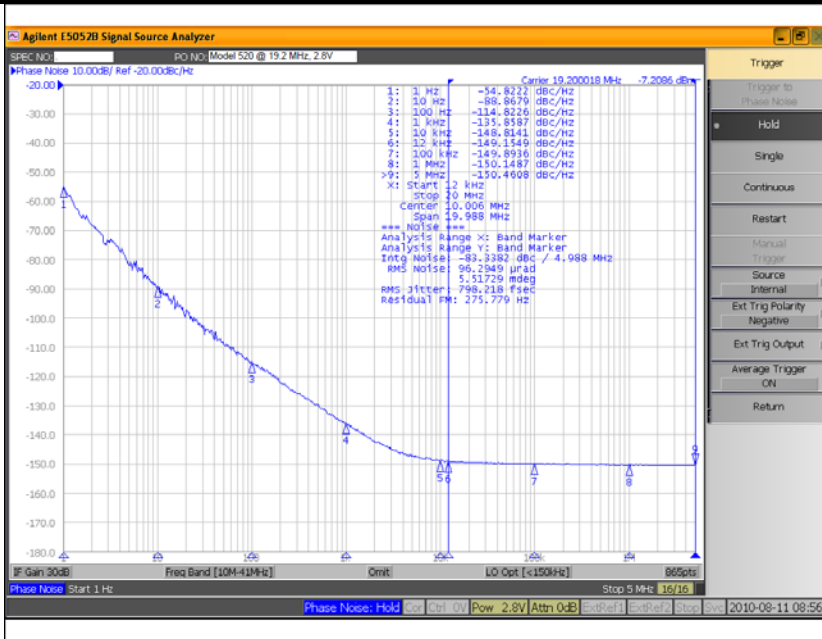 Agilent E5052B Signal Source Analyzer
SPEC NO: PO NO: Model 520 @ 19.2 MHz, 2.8V
Phase Noise 10.00dB/ Ref -20.00dBc/Hz
Carrier 19.200018 MHz -7.2086 dBm
1: 1 Hz -54.8222 dBc/Hz
2: 10 Hz -88.8679 dBc/Hz
3: 100 Hz -114.8226 dBc/Hz
4: 1 kHz -135.8587 dBc/Hz
5: 10 kHz -148.8141 dBc/Hz
6: 12 kHz -149.1549 dBc/Hz
7: 100 kHz -149.8936 dBc/Hz
8: 1 MHz -150.1487 dBc/Hz
>9: 5 MHz -150.4608 dBc/Hz
X: Start 12 kHz
Stop 20 MHz
Center 10.006 MHz
Span 19.988 MHz
=== Noise ===
Analysis Range X: Band Marker
Analysis Range Y: Band Marker
Intg Noise: -83.3382 dBc / 4.988 MHz
RMS Noise: 96.2949 µrad
5.51729 mdeg
RMS Jitter: 798.218 fsec
Residual FM: 275.779 Hz
-20.00
-30.00
-40.00
-50.00
-60.00
-70.00
-80.00
-90.00
-100.0
-110.0
-120.0
-130.0
-140.0
-150.0
-160.0
-170.0
-180.0
1
2
3
4
5
6
7
8
9
IF Gain 30dB Freq Band [10M-41MHz] Omit LO Opt [<150kHz] 865pts
Phase Noise Start 1 Hz Stop 5 MHz 16/16
Phase Noise: Hold Cor Ctrl 0V Pow 2.8V Attn 0dB ExtRef1 ExtRef2 Stop Svc 2010-08-11 08:56
Trigger
Trigger to
Phase Noise
Hold
Single
Continuous
Restart
Manual
Trigger
Source
Internal
Ext Trig Polarity
Negative
Ext Trig Output
Average Trigger
ON
Return